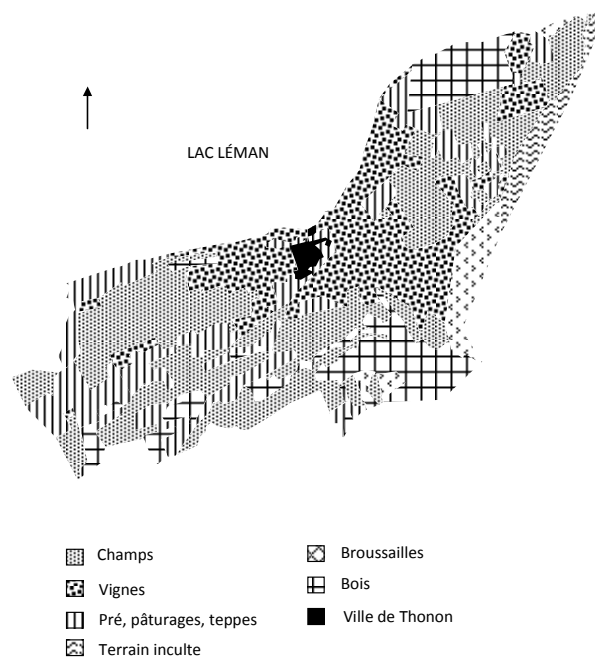 LAC LÉMAN
Champs
Vignes
Pré, pâturages, teppes
Terrain inculte
Broussailles
Bois
Ville de Thonon